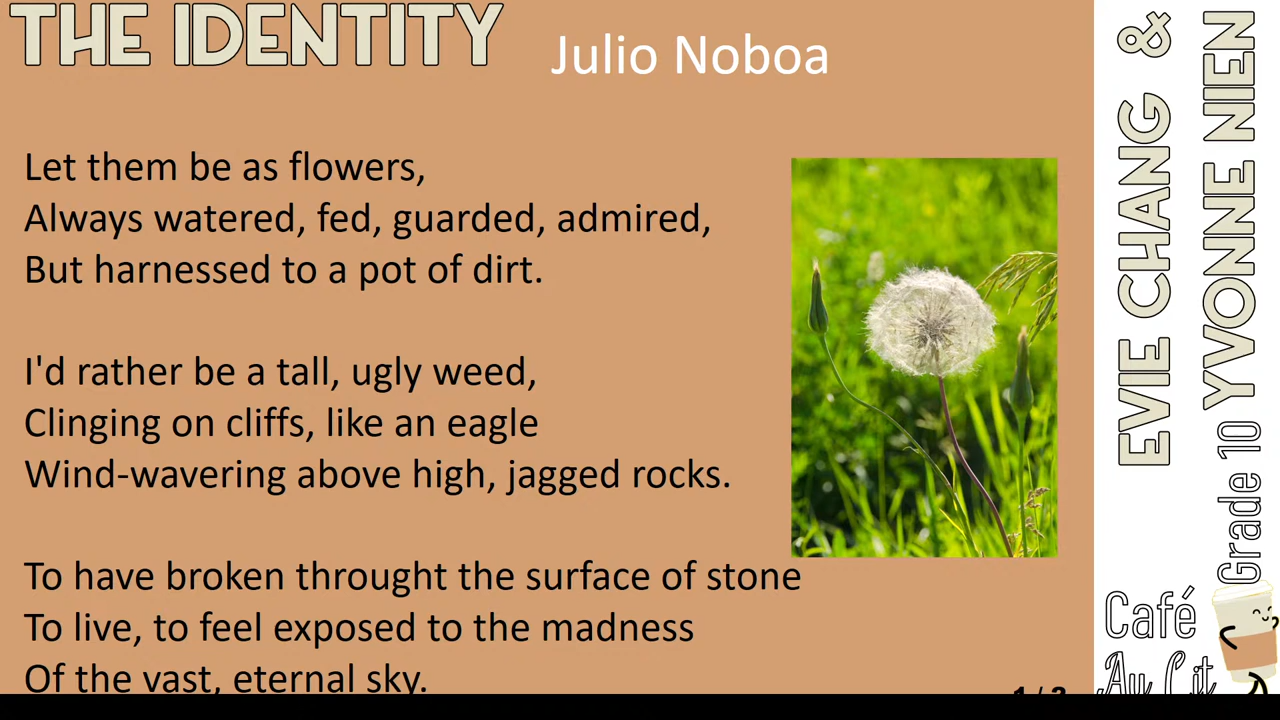 THE IDENTITY
Julio Noboa
Let them be as flowers,
Always watered, fed, guarded, admired,
But harnessed to a pot of dirt.
I'd rather be a tall, ugly weed,
Clinging on cliffs, like an eagle
Wind-wavering above high, jagged rocks.
To have broken throught the surface of stone
To live, to feel exposed to the madness
Of the vast, eternal sky.
EVIE CHANG &
YVONNE NIEN
Grade 10
Café
Au Lit